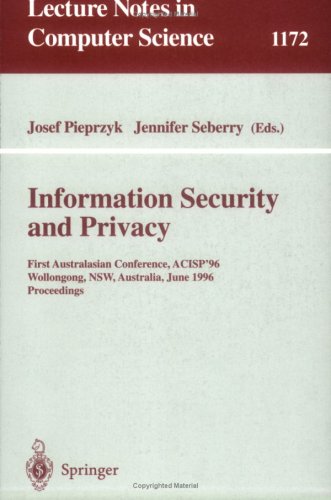 Lecture Notes in
Computer Science 1172
Josef Pieprzyk Jennifer Seberry (Eds.)
Information Security
and Privacy
First Australasian Conference, ACISP'96
Wollongong, NSW, Australia, June 1996
Proceedings
Springer